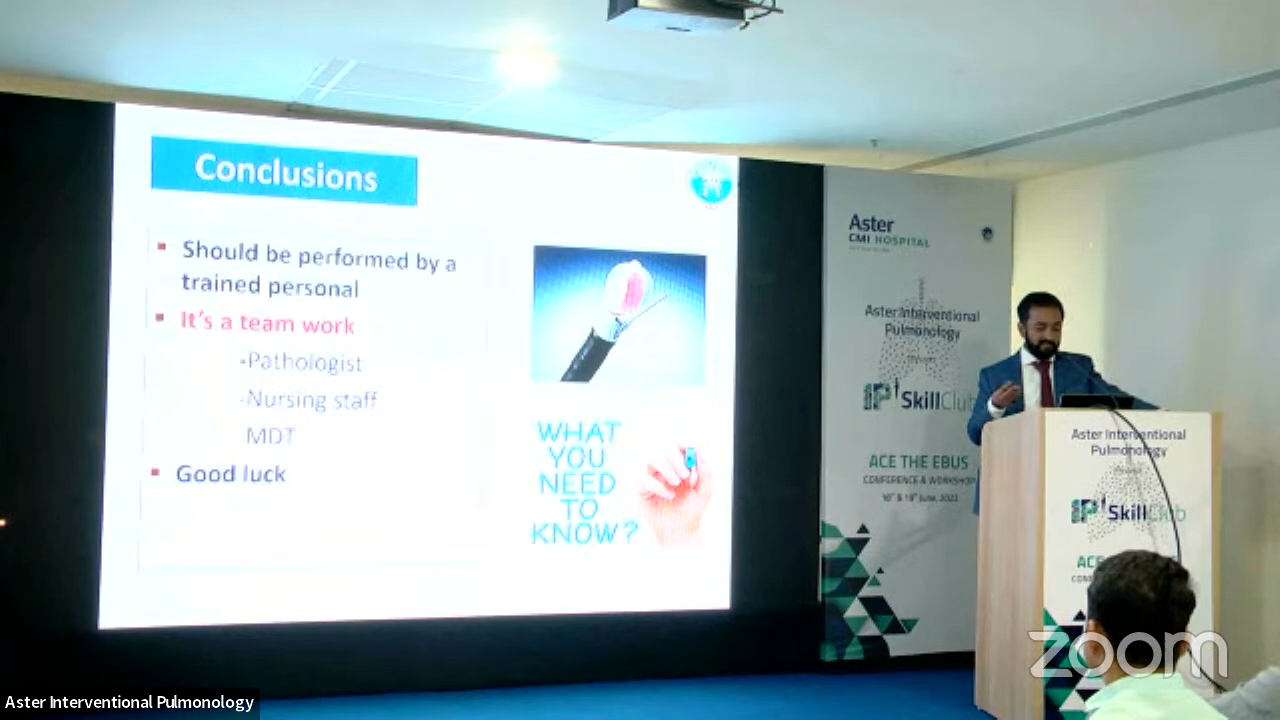 Conclusions
Should be performed by a
trained personal
It's a team work
-Pathologist
-Nursing staff
MDT
Good luck
WHAT
YOU
NEED
TO
KNOW?
Aster
CMI HOSPITAL
Aster Interventional
Pulmonology
IP SkillClub
ACE THE EBUS
CONFERENCE & WORKSHOP
Aster Interventional
Pulmonology
IP SkillClub
zoom
Aster Interventional Pulmonology